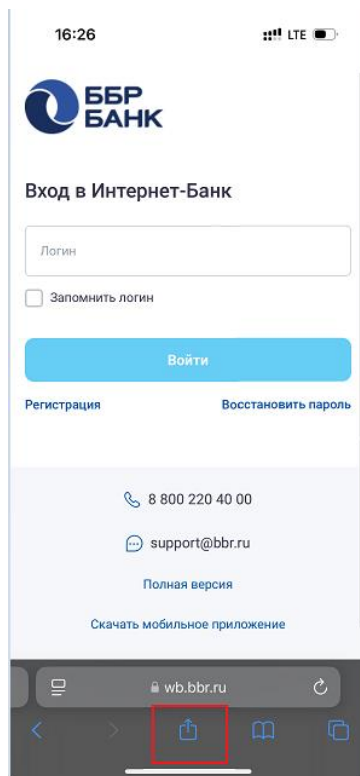 16:26
LTE
ББР
БАНК
Вход в Интернет-Банк
Логин
Запомнить логин
Войти
Регистрация
Восстановить пароль
8 800 220 40 00
support@bbr.ru
Полная версия
Скачать мобильное приложение
wb.bbr.ru